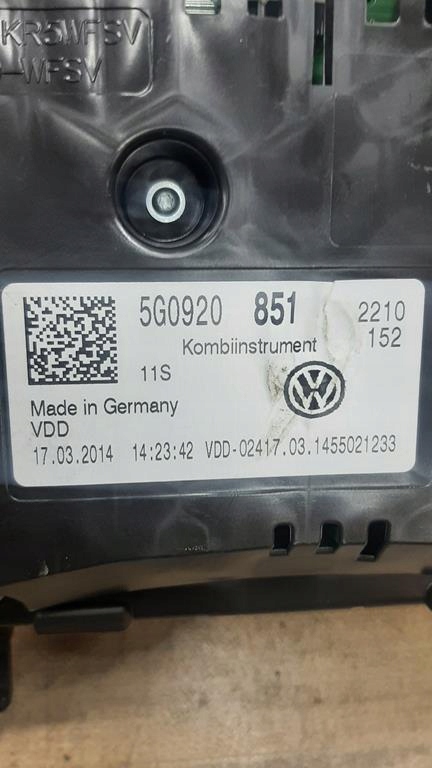 KR5WFSV
-WFSV
5G0920 851 2210
Kombiinstrument 152
11S
Made in Germany
VDD
17.03.2014 14:23:42 VDD-02417.03.1455021233